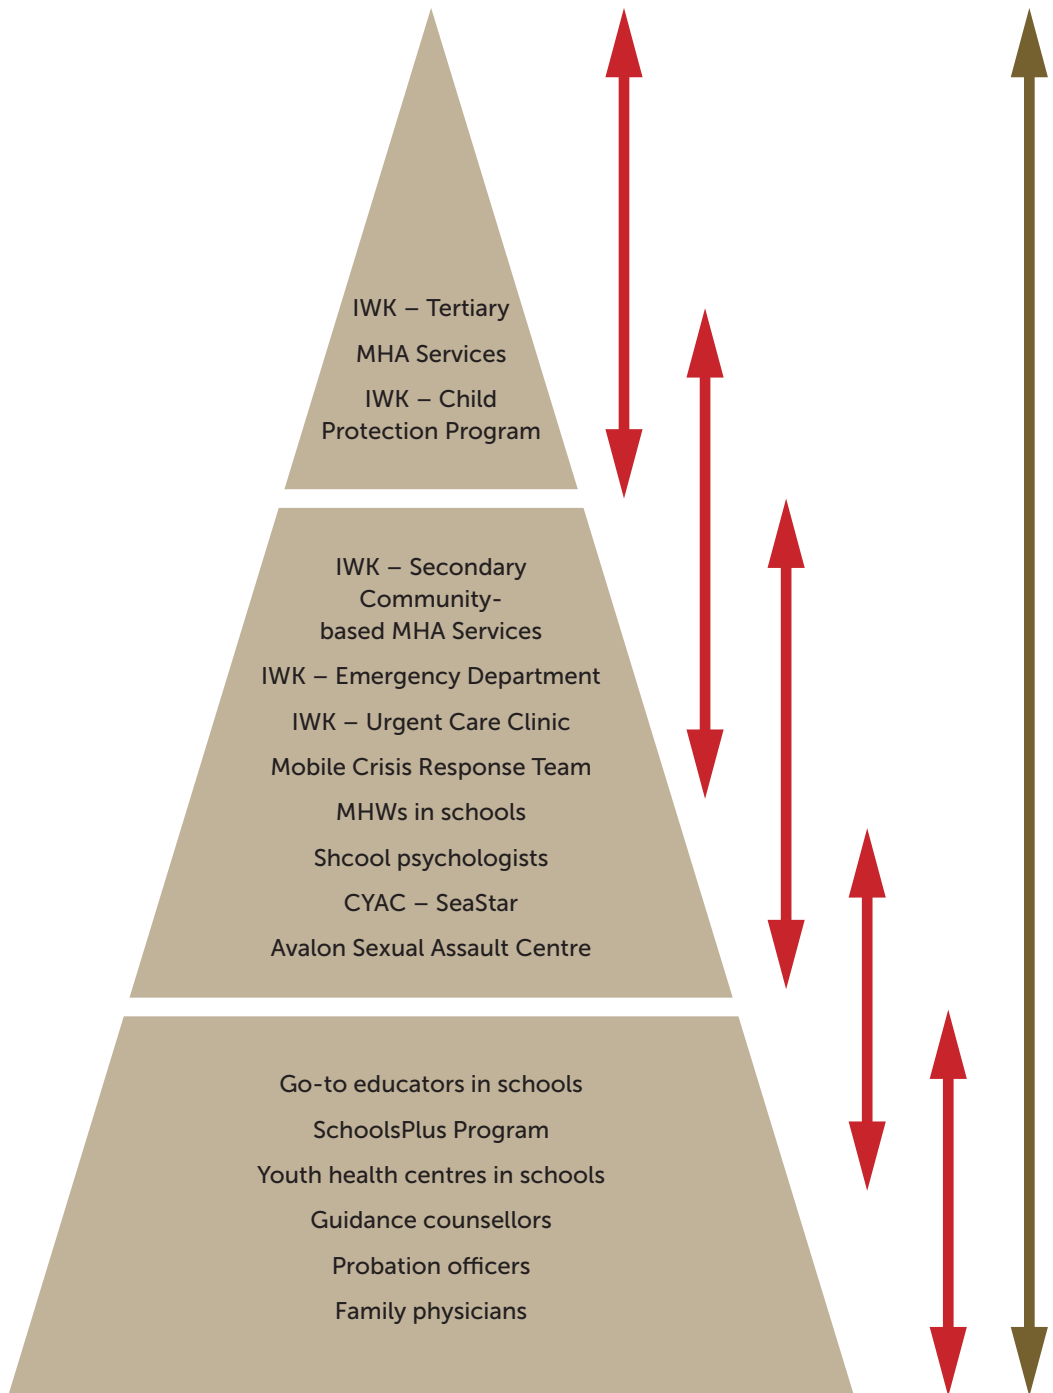 IWK – Tertiary
MHA Services
IWK – Child
Protection Program
IWK – Secondary
Community-
based MHA Services
IWK – Emergency Department
IWK – Urgent Care Clinic
Mobile Crisis Response Team
MHWs in schools
Shcool psychologists
CYAC – SeaStar
Avalon Sexual Assault Centre
Go-to educators in schools
SchoolsPlus Program
Youth health centres in schools
Guidance counsellors
Probation officers
Family physicians